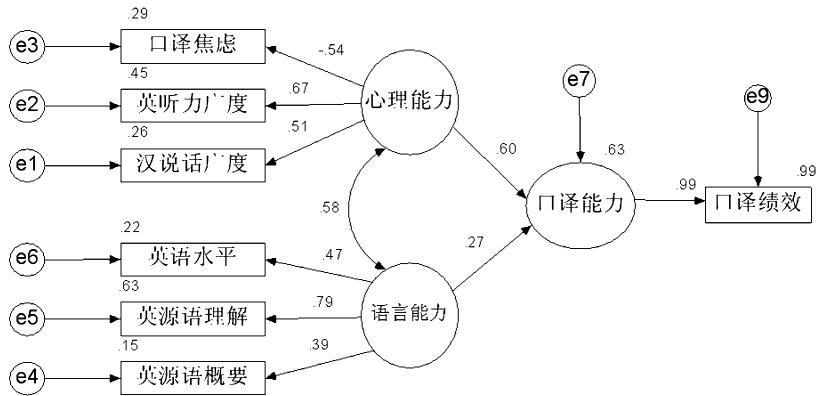 .29
e3
口译焦虑
-.54
.45
e2
英听力广度
.67
心理能力
.26
e1
汉说话广度
.51
e7
e9
.60
.63
.99
口译能力
.99
口译绩效
.58
.27
.22
e6
英语水平
.47
.63
e5
英源语理解
.79
语言能力
.15
e4
英源语概要
.39